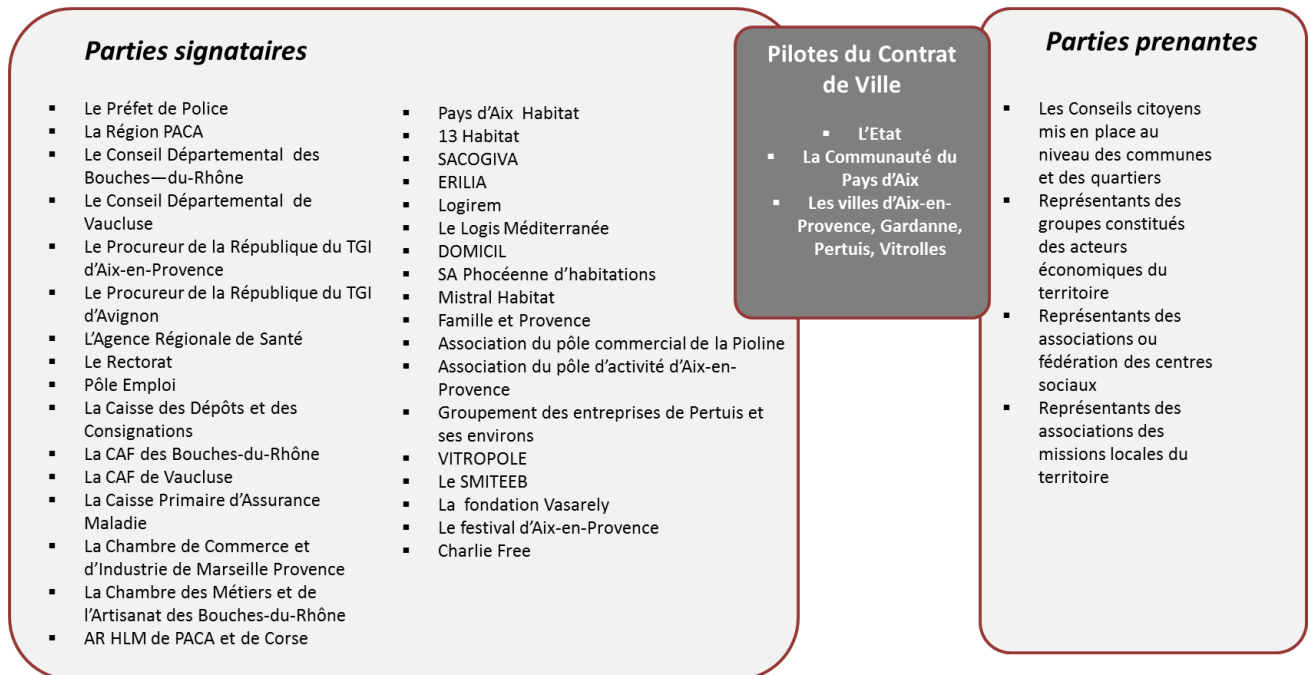 Parties signataires
▪ Le Préfet de Police
▪ La Région PACA
▪ Le Conseil Départemental des
Bouches—du-Rhône
▪ Le Conseil Départemental de
Vaucluse
▪ Le Procureur de la République du TGI
d'Aix-en-Provence
▪ Le Procureur de la République du TGI
d'Avignon
▪ L'Agence Régionale de Santé
▪ Le Rectorat
▪ Pôle Emploi
▪ La Caisse des Dépôts et des
Consignations
▪ La CAF des Bouches-du-Rhône
▪ La CAF de Vaucluse
▪ La Caisse Primaire d'Assurance
Maladie
▪ La Chambre de Commerce et
d'Industrie de Marseille Provence
▪ La Chambre des Métiers et de
l'Artisanat des Bouches-du-Rhône
▪ AR HLM de PACA et de Corse
▪ Pays d'Aix Habitat
▪ 13 Habitat
▪ SACOGIVA
▪ ERILIA
▪ Logirem
▪ Le Logis Méditerranée
▪ DOMICIL
▪ SA Phocéenne d'habitations
▪ Mistral Habitat
▪ Famille et Provence
▪ Association du pôle commercial de la Pioline
▪ Association du pôle d'activité d'Aix-en-
Provence
▪ Groupement des entreprises de Pertuis et
ses environs
▪ VITROPOLE
▪ Le SMITEEB
▪ La fondation Vasarely
▪ Le festival d'Aix-en-Provence
▪ Charlie Free
Pilotes du Contrat
de Ville
▪ L'Etat
▪ La Communauté du
Pays d'Aix
▪ Les villes d'Aix-en-
Provence, Gardanne,
Pertuis, Vitrolles
Parties prenantes
▪ Les Conseils citoyens
mis en place au
niveau des communes
et des quartiers
▪ Représentants des
groupes constitués
des acteurs
économiques du
territoire
▪ Représentants des
associations ou
fédération des centres
sociaux
▪ Représentants des
associations des
missions locales du
territoire